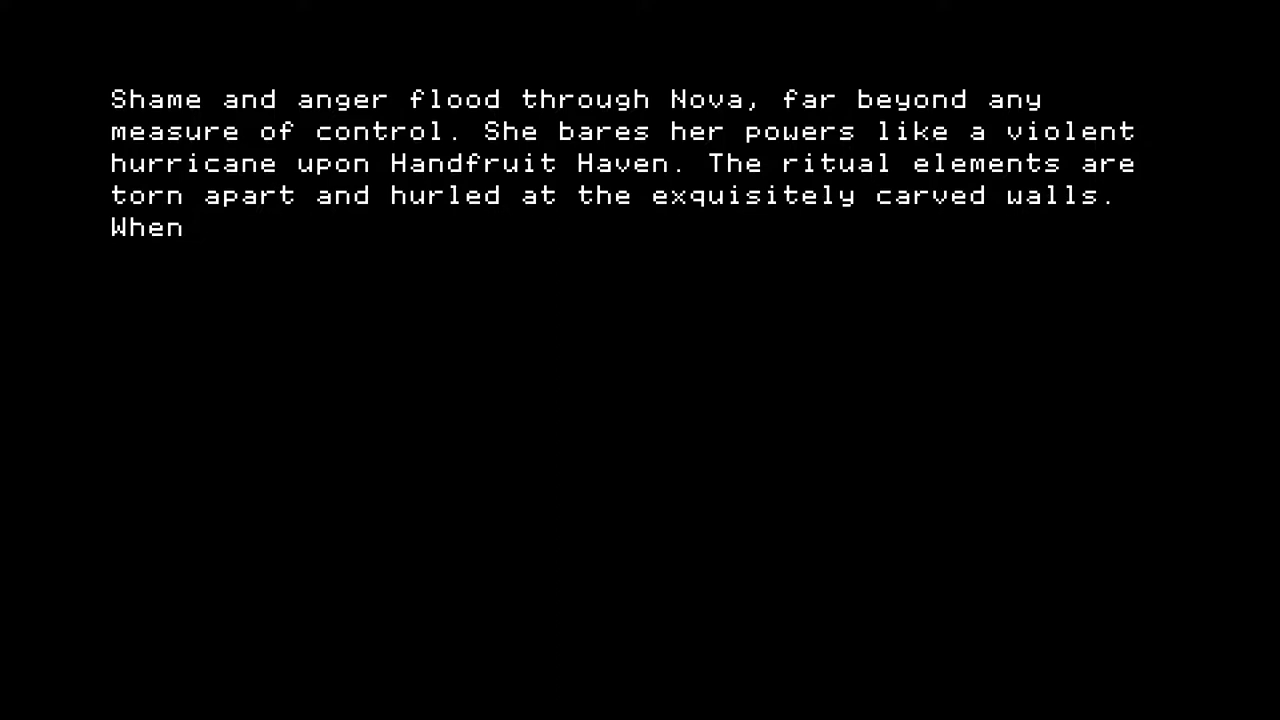 Shame and anger flood through Nova, far beyond any
measure of control. She bares her powers like a violent
hurricane upon Handfruit Haven. The ritual elements are
torn apart and hurled at the exquisitely carved walls.
When